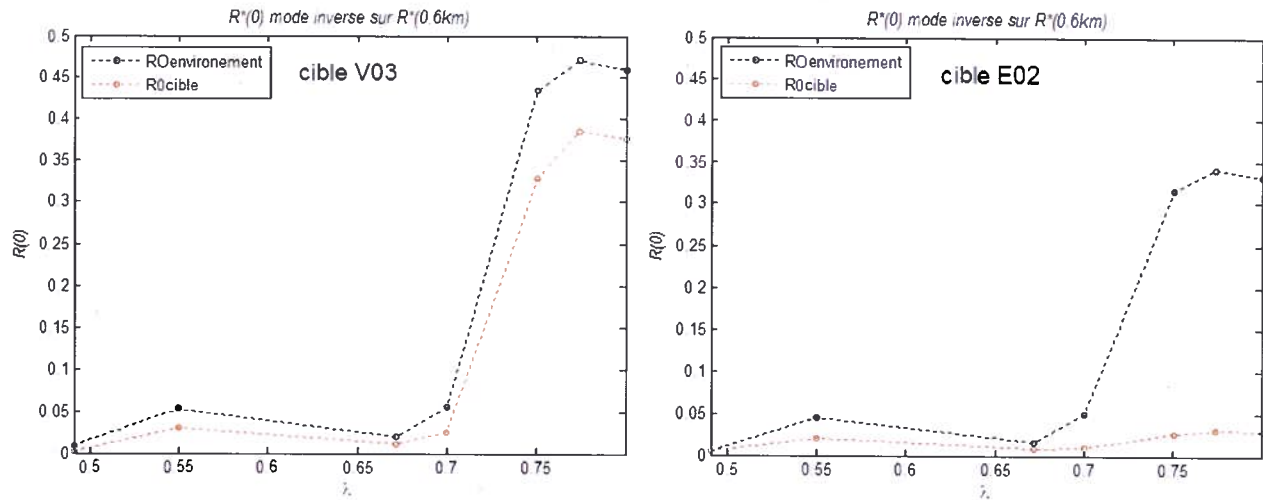 R*(0) mode inverse sur R*(0.6km)
0.5
0.45
0.4
0.35
0.3
0.25
0.2
0.15
0.1
0.05
0
R(0)
ROenvironement
R0cible
cible V03
0.5
0.55
0.6
0.65
0.7
0.75
λ
R*(0) mode inverse sur R*(0.6km)
0.5
0.45
0.4
0.35
0.3
0.25
0.2
0.15
0.1
0.05
0
R(0)
ROenvironement
R0cible
cible E02
0.5
0.55
0.6
0.65
0.7
0.75
λ